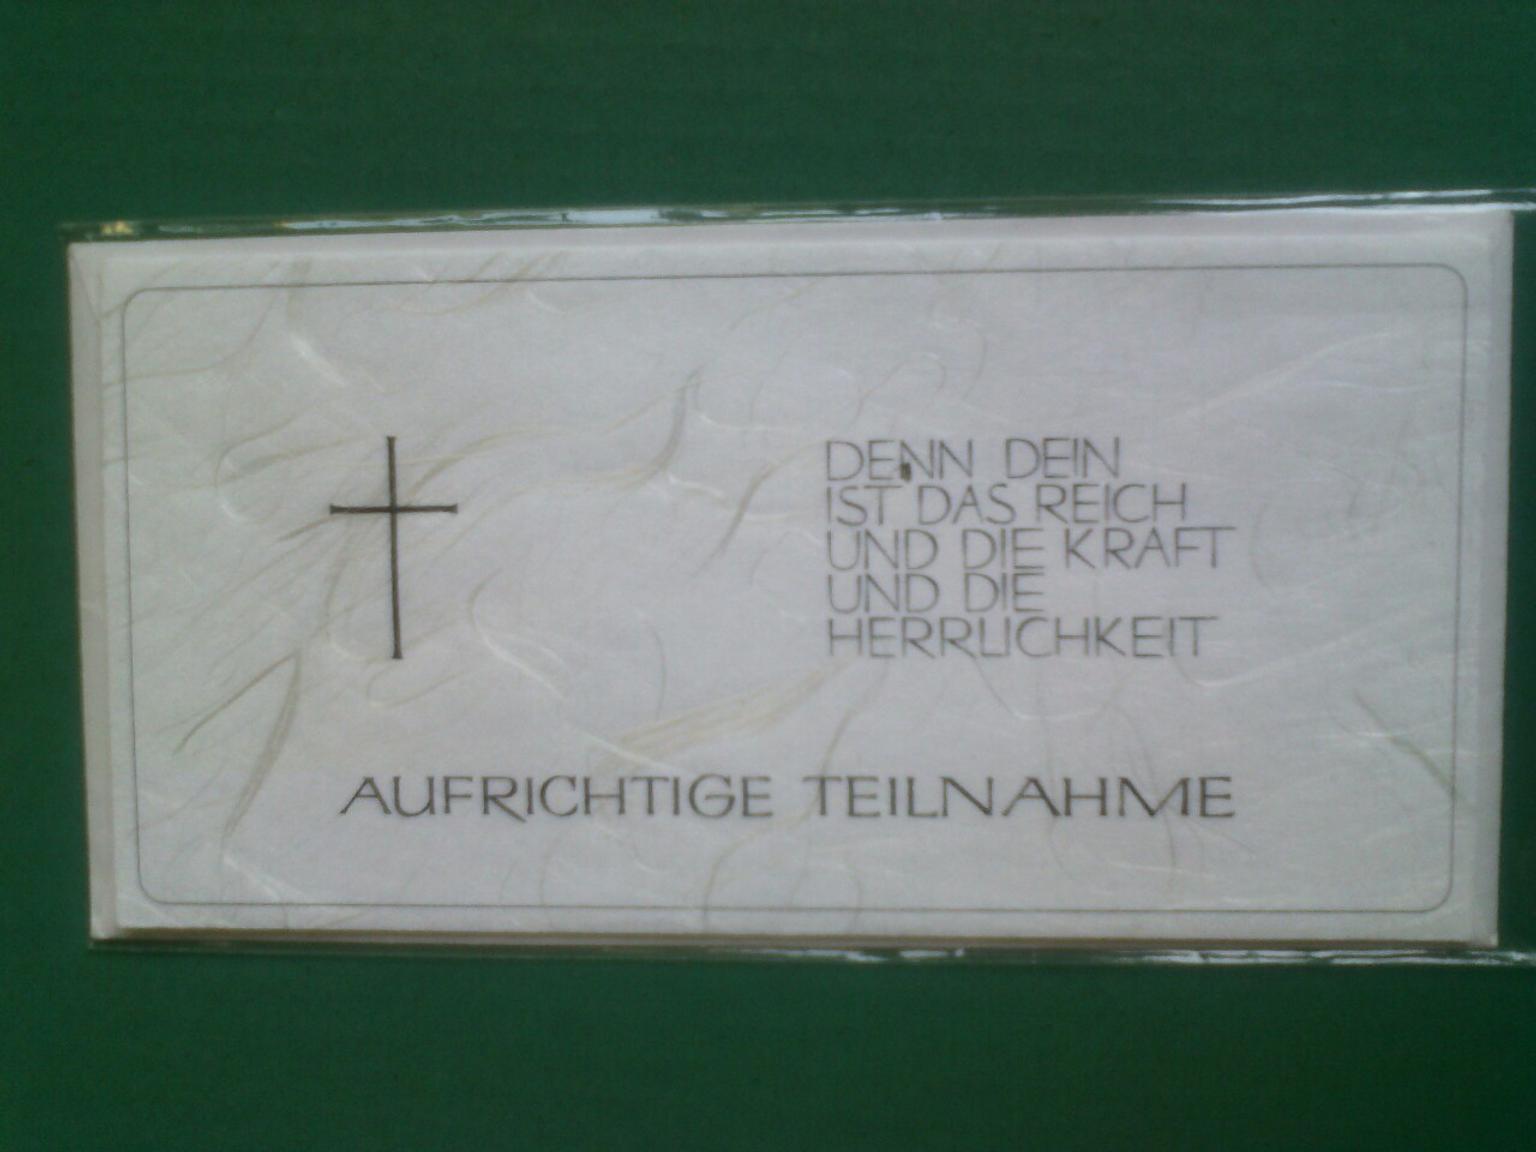 DENN DEIN
IST DAS REICH
UND DIE KRAFT
UND DIE
HERRLICHKEIT
AUFRICHTIGE TEILNAHME